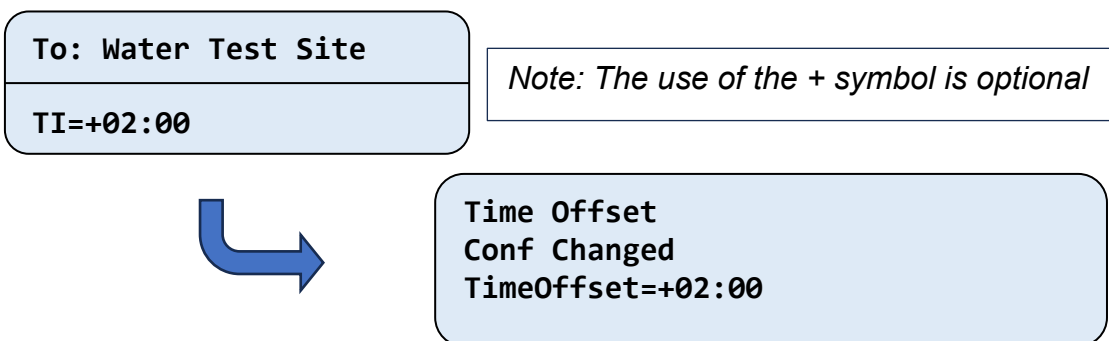 To: Water Test Site
TI=+02:00
Note: The use of the + symbol is optional
Time Offset
Conf Changed
TimeOffset=+02:00